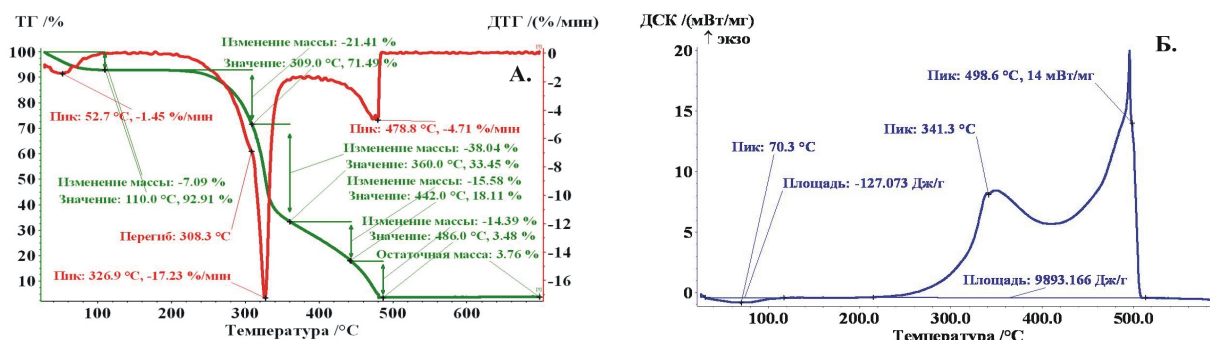 ТГ /%
ДТГ /(% /мин)
100
90
80
70
60
50
40
30
20
10
Изменение массы: -21.41 %
Значение: 309.0 °C, 71.49 %
А.
Пик: 52.7 °C, -1.45 %/мин
Пик: 478.8 °C, -4.71 %/мин
Изменение массы: -38.04 %
Значение: 360.0 °C, 33.45 %
Изменение массы: -7.09 %
Значение: 110.0 °C, 92.91 %
Изменение массы: -15.58 %
Значение: 442.0 °C, 18.11 %
Перегиб: 308.3 °C
Изменение массы: -14.39 %
Значение: 486.0 °C, 3.48 %
Остаточная масса: 3.76 %
Пик: 326.9 °C, -17.23 %/мин
0
-2
-4
-6
-8
-10
-12
-14
-16
100 200 300 400 500 600
Температура /°C
ДСК /(мВт/мг)
↑ экзо
Б.
20
15
10
5
0
Пик: 498.6 °C, 14 мВт/мг
Пик: 341.3 °C
Пик: 70.3 °C
Площадь: -127.073 Дж/г
Площадь: 9893.166 Дж/г
100.0 200.0 300.0 400.0 500.0
Температура /°C